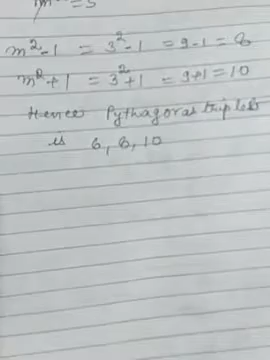 m² - 1 = 3² - 1 = 9 - 1 = 8
m² + 1 = 3² + 1 = 9 + 1 = 10
Hence Pythagoras triplets
is 6, 8, 10